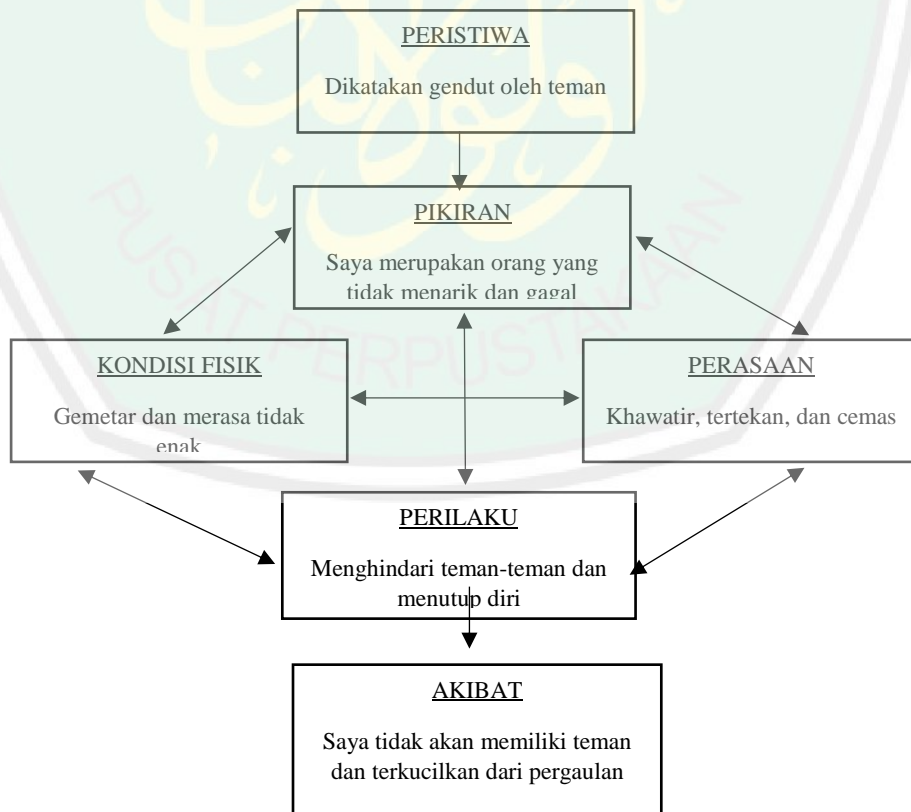 PERISTIWA
Dikatakan gendut oleh teman
PIKIRAN
Saya merupakan orang yang
tidak menarik dan gagal
KONDISI FISIK
Gemetar dan merasa tidak
enak
PERASAAN
Khawatir, tertekan, dan cemas
PUSAT PERPUSTAKAAN
PERILAKU
Menghindari teman-teman dan
menutup diri
AKIBAT
Saya tidak akan memiliki teman
dan terkucilkan dari pergaulan